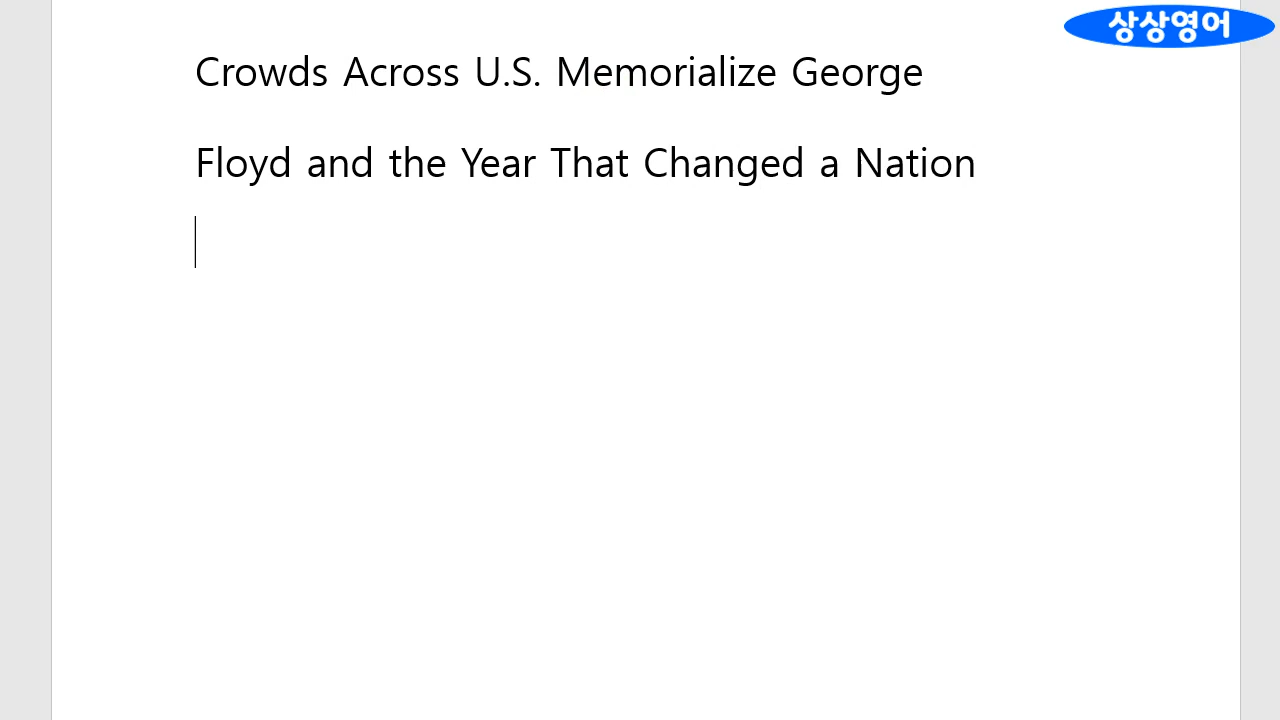 상상영어
Crowds Across U.S. Memorialize George
Floyd and the Year That Changed a Nation